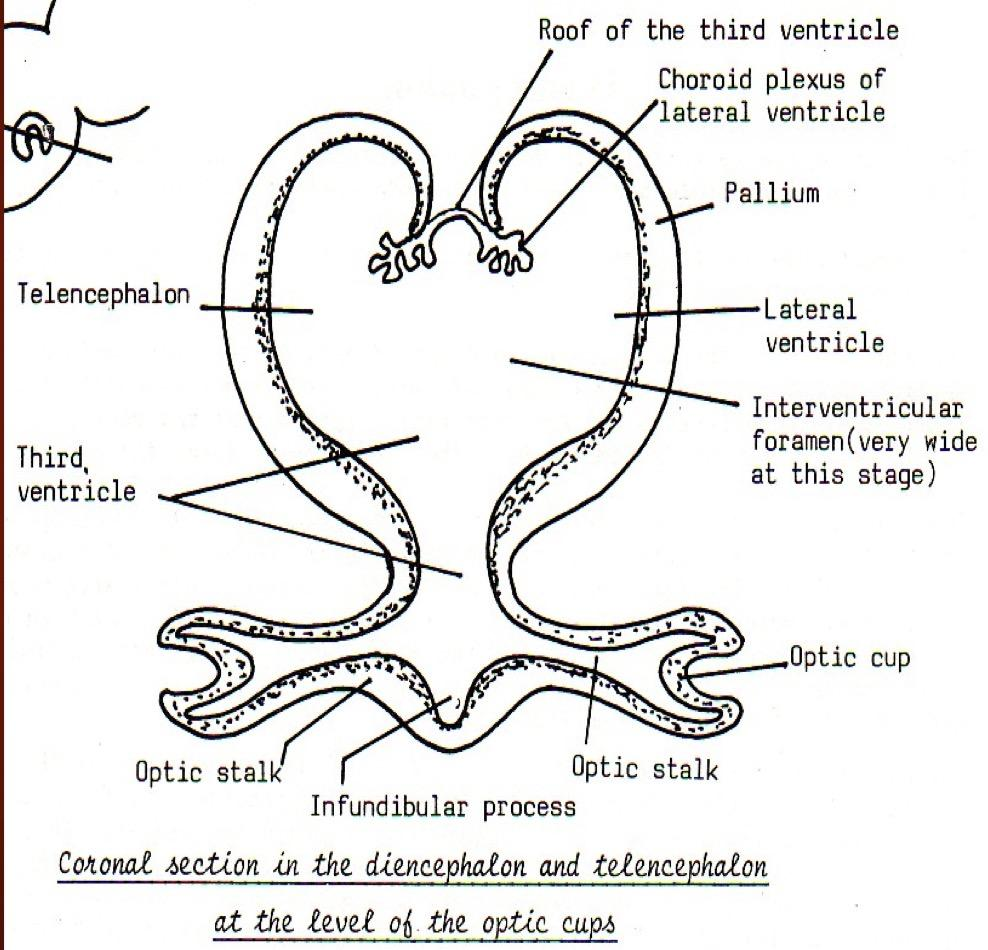 Roof of the third ventricle
Choroid plexus of
lateral ventricle
Pallium
Telencephalon
Lateral
ventricle
Interventricular
foramen(very wide
at this stage)
Third
ventricle
Optic cup
Optic stalk
Optic stalk
Infundibular process
Coronal section in the diencephalon and telencephalon
at the level of the optic cups